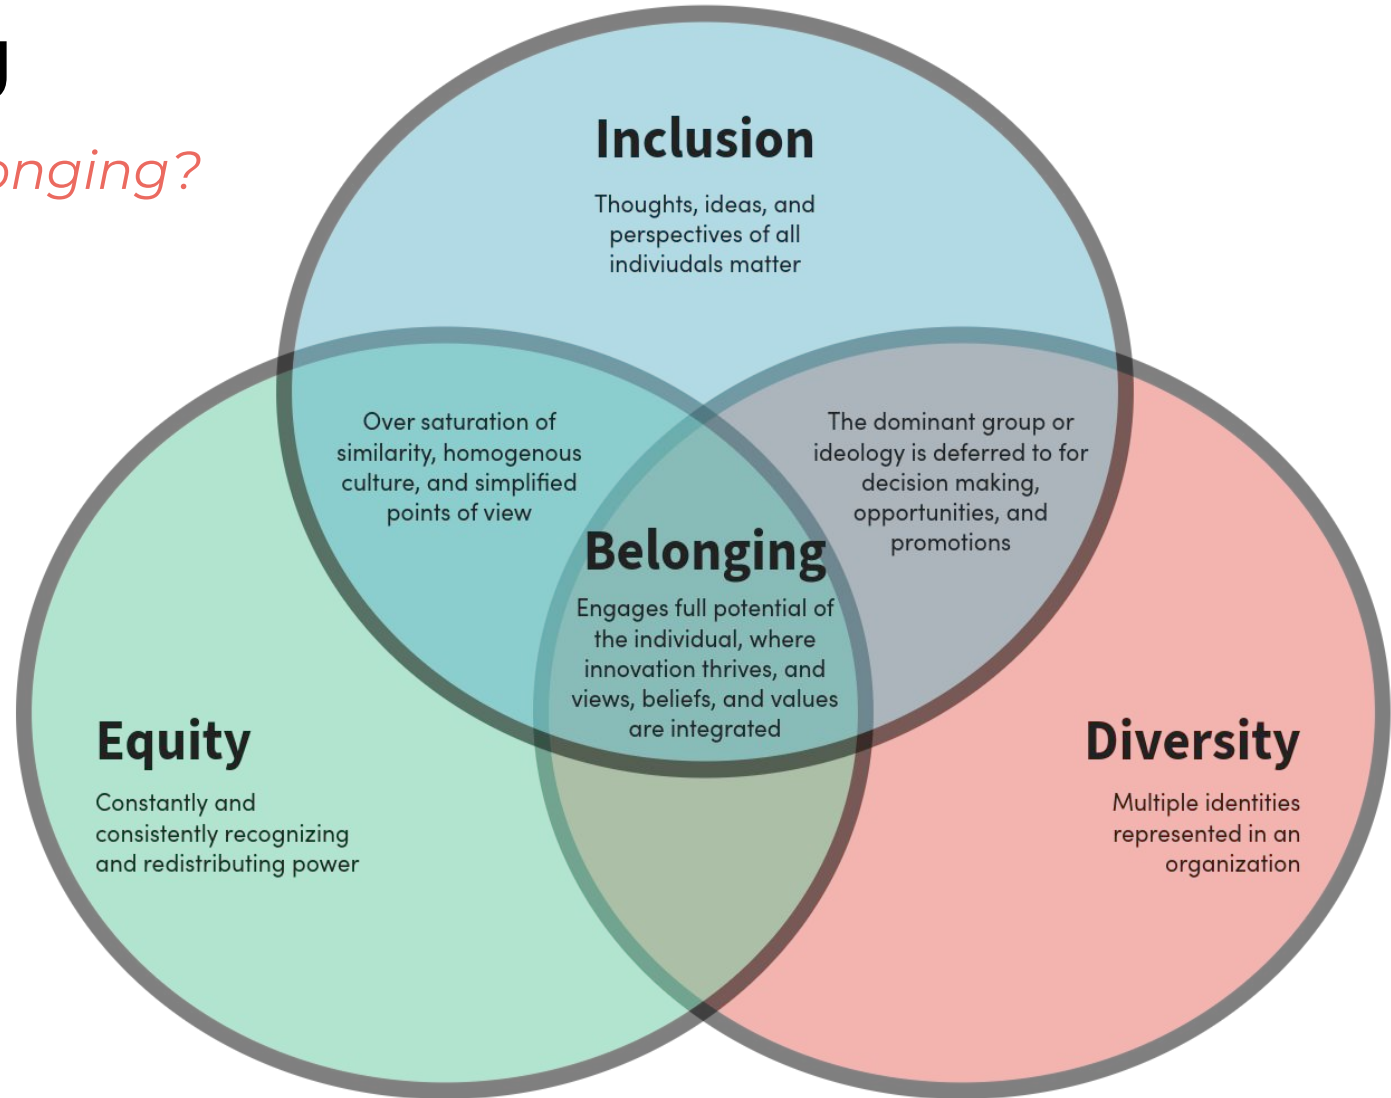 g
onging?
Inclusion
Thoughts, ideas, and
perspectives of all
indiviudals matter
Over saturation of
similarity, homogenous
culture, and simplified
points of view
The dominant group or
ideology is deferred to for
decision making,
opportunities, and
promotions
Belonging
Engages full potential of
the individual, where
innovation thrives, and
views, beliefs, and values
are integrated
Equity
Constantly and
consistently recognizing
and redistributing power
Diversity
Multiple identities
represented in an
organization